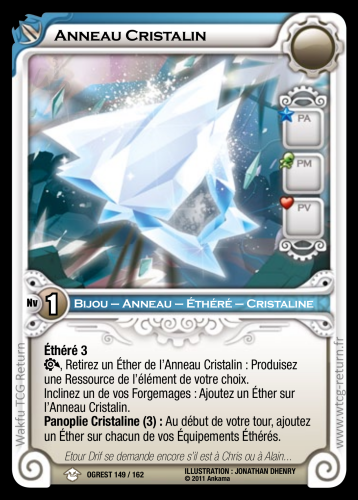 Anneau Cristalin
PA
PM
PV
Nv 1
Bijou – Anneau – Éthéré – Cristaline
Éthéré 3
, Retirez un Éther de l'Anneau Cristalin : Produisez
une Ressource de l'élément de votre choix.
Inclinez un de vos Forgemages : Ajoutez un Éther sur
l'Anneau Cristalin.
Panoplie Cristaline (3) : Au début de votre tour, ajoutez
un Éther sur chacun de vos Équipements Éthérés.
Etour Drif se demande encore s'il est à Chris ou à Alain...
OGREST 149 / 162
ILLUSTRATION : JONATHAN DHENRY
© 2011 Ankama
Wakfu TCG Return
www.wtcg-return.fr